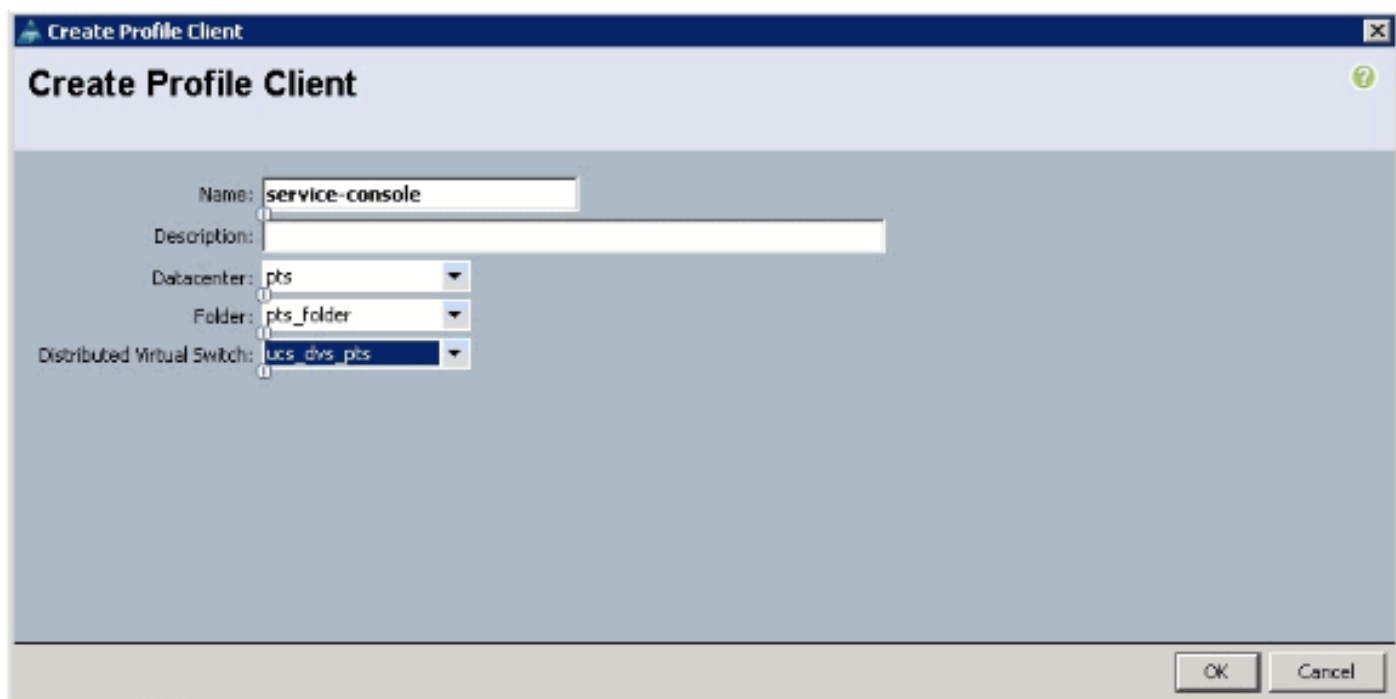 Create Profile Client
Create Profile Client
?
Name: service-console
Description:
Datacenter: pts
Folder: pts_folder
Distributed Virtual Switch: ucs_dvs_pts
OK Cancel